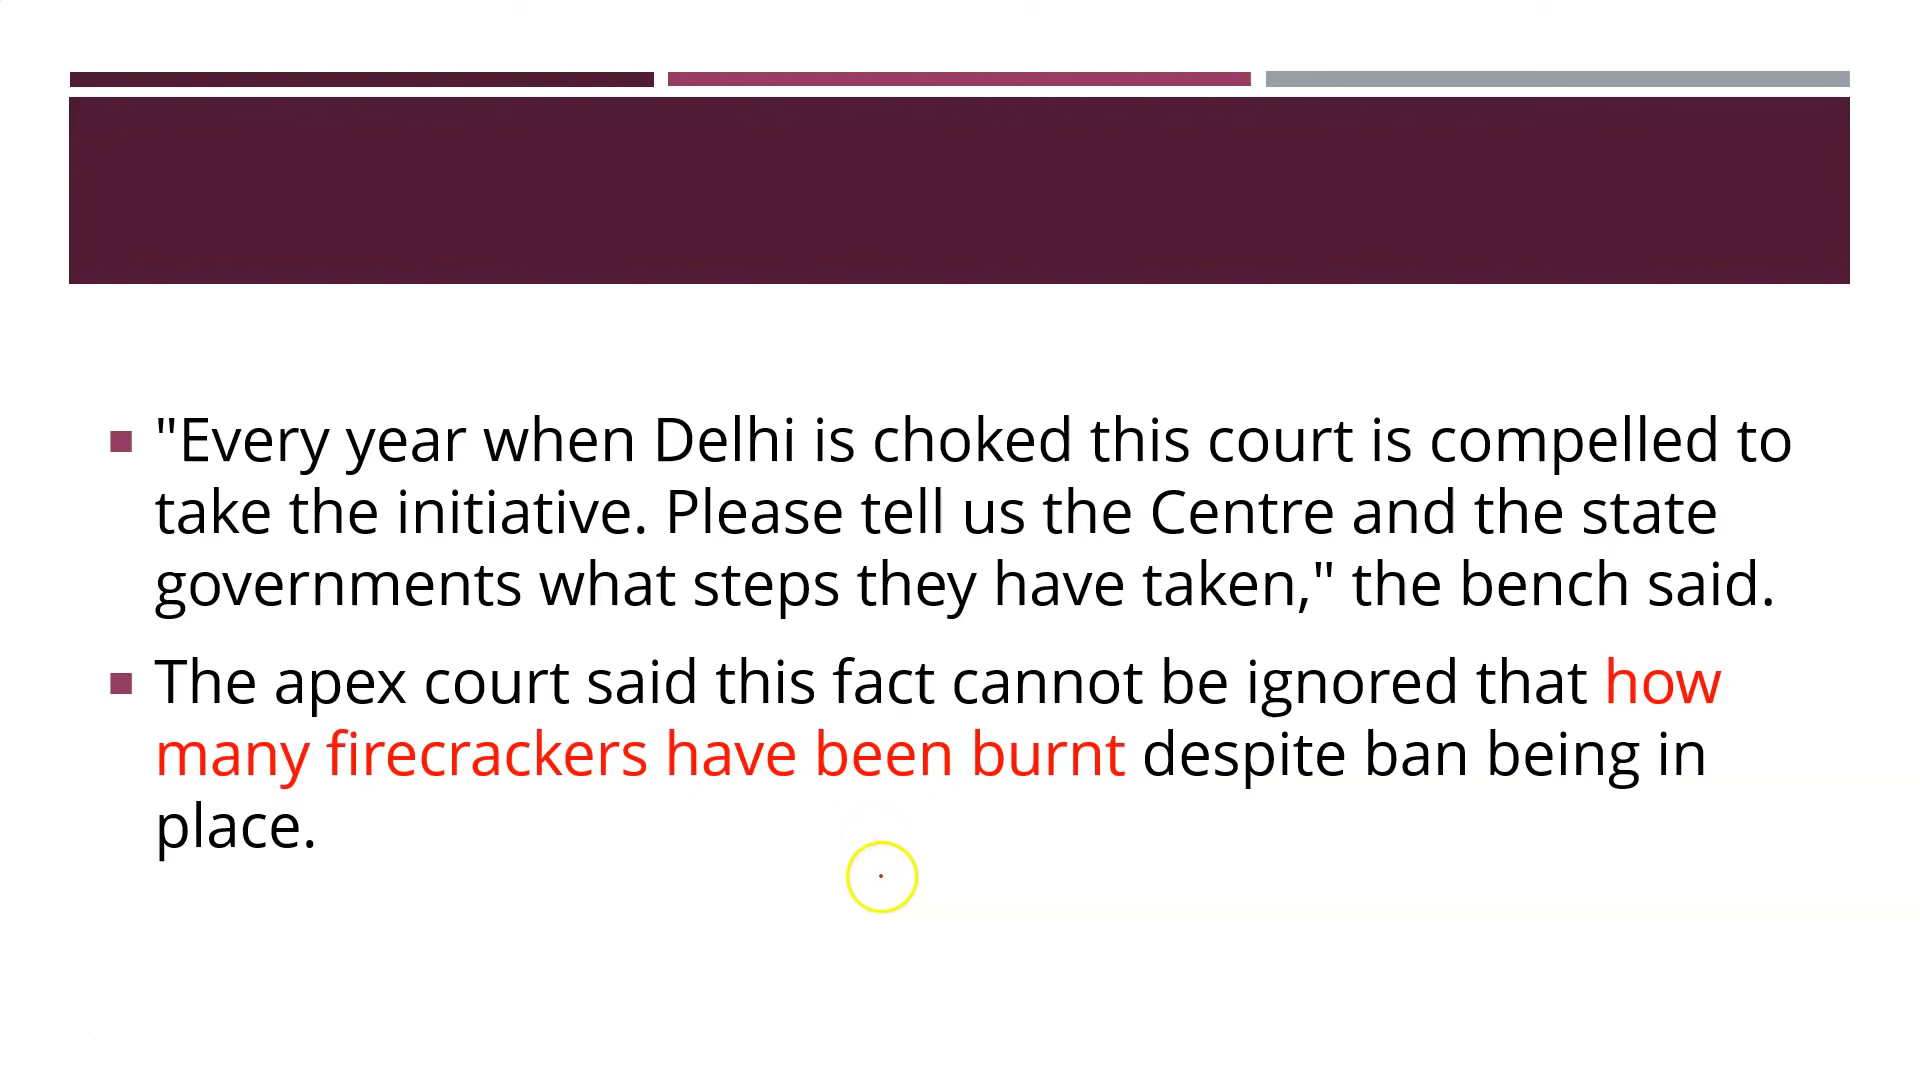 "Every year when Delhi is choked this court is compelled to
take the initiative. Please tell us the Centre and the state
governments what steps they have taken," the bench said.
The apex court said this fact cannot be ignored that how
many firecrackers have been burnt despite ban being in
place.